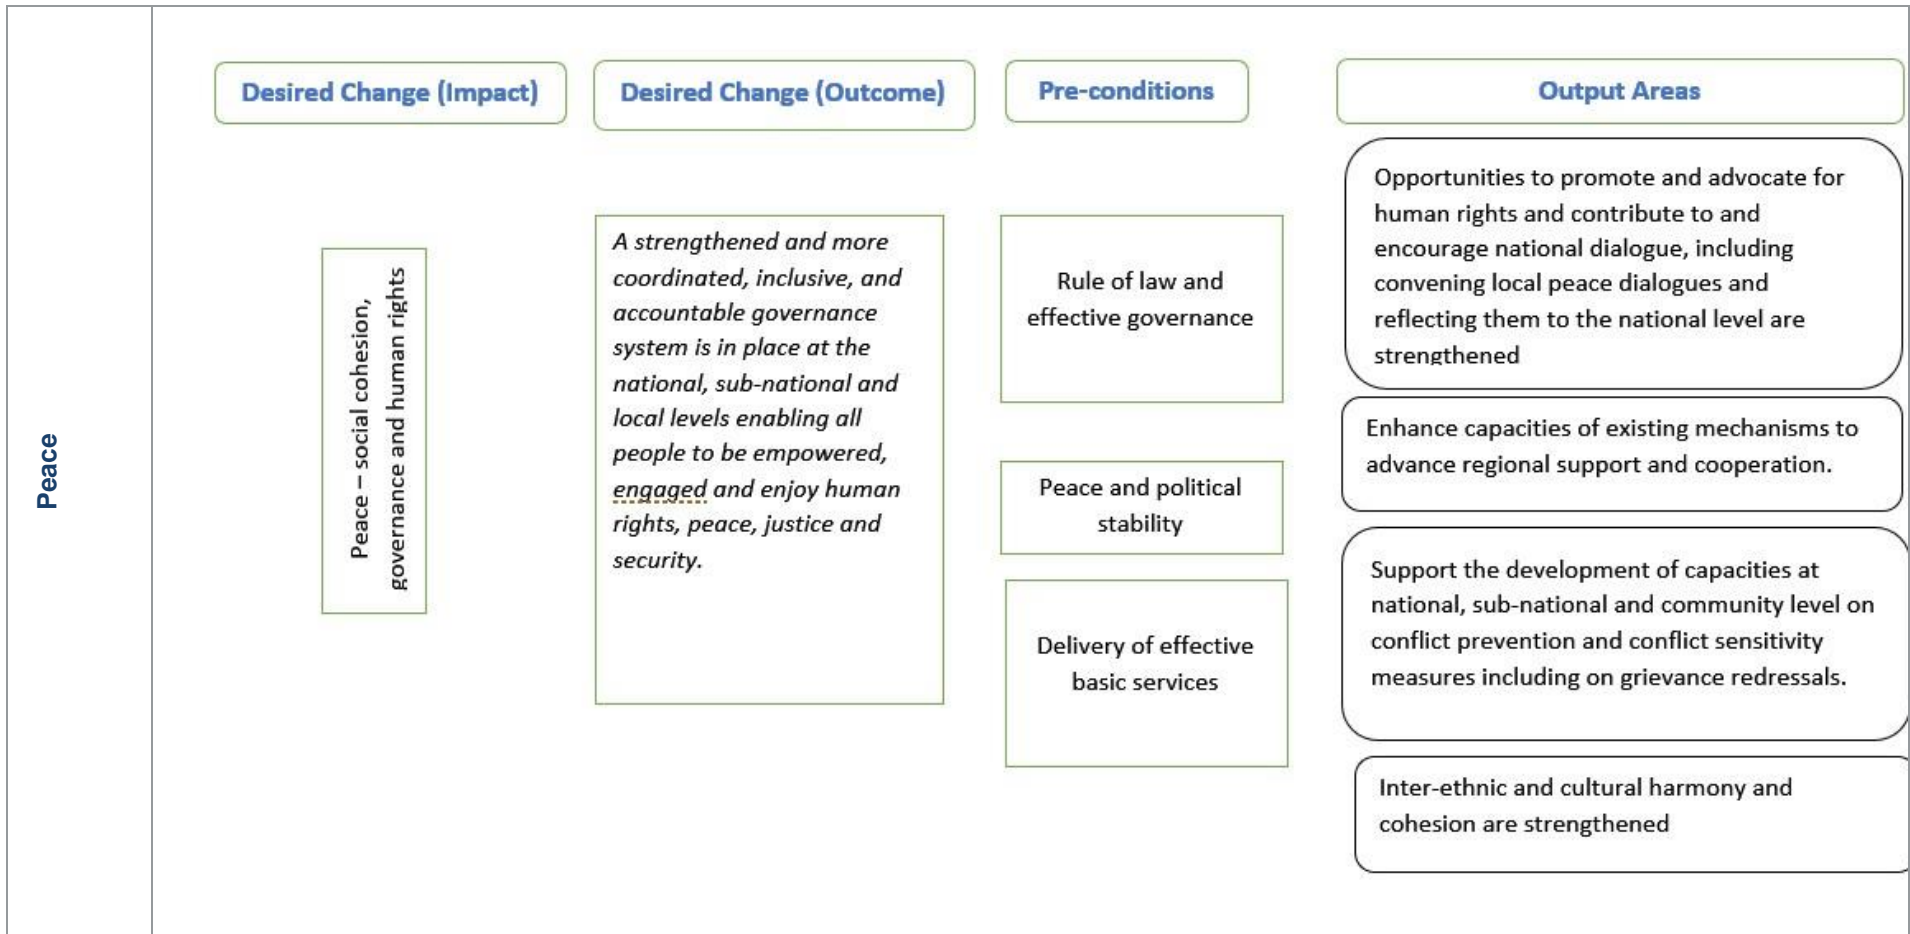 Peace
Desired Change (Impact)
Desired Change (Outcome)
Pre-conditions
Output Areas
Peace – social cohesion,
governance and human rights
A strengthened and more
coordinated, inclusive, and
accountable governance
system is in place at the
national, sub-national and
local levels enabling all
people to be empowered,
engaged and enjoy human
rights, peace, justice and
security.
Rule of law and
effective governance
Peace and political
stability
Delivery of effective
basic services
Opportunities to promote and advocate for
human rights and contribute to and
encourage national dialogue, including
convening local peace dialogues and
reflecting them to the national level are
strengthened
Enhance capacities of existing mechanisms to
advance regional support and cooperation.
Support the development of capacities at
national, sub-national and community level on
conflict prevention and conflict sensitivity
measures including on grievance redressals.
Inter-ethnic and cultural harmony and
cohesion are strengthened